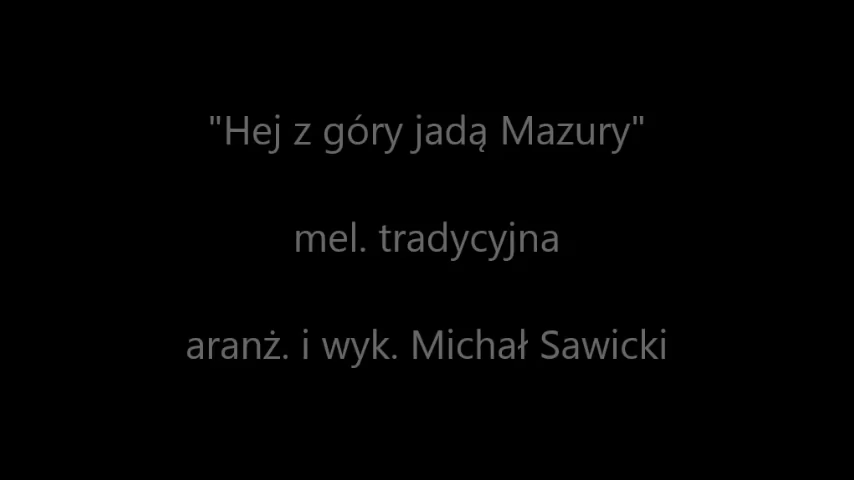 "Hej z góry jadą Mazury"
mel. tradycyjna
aranż. i wyk. Michał Sawicki